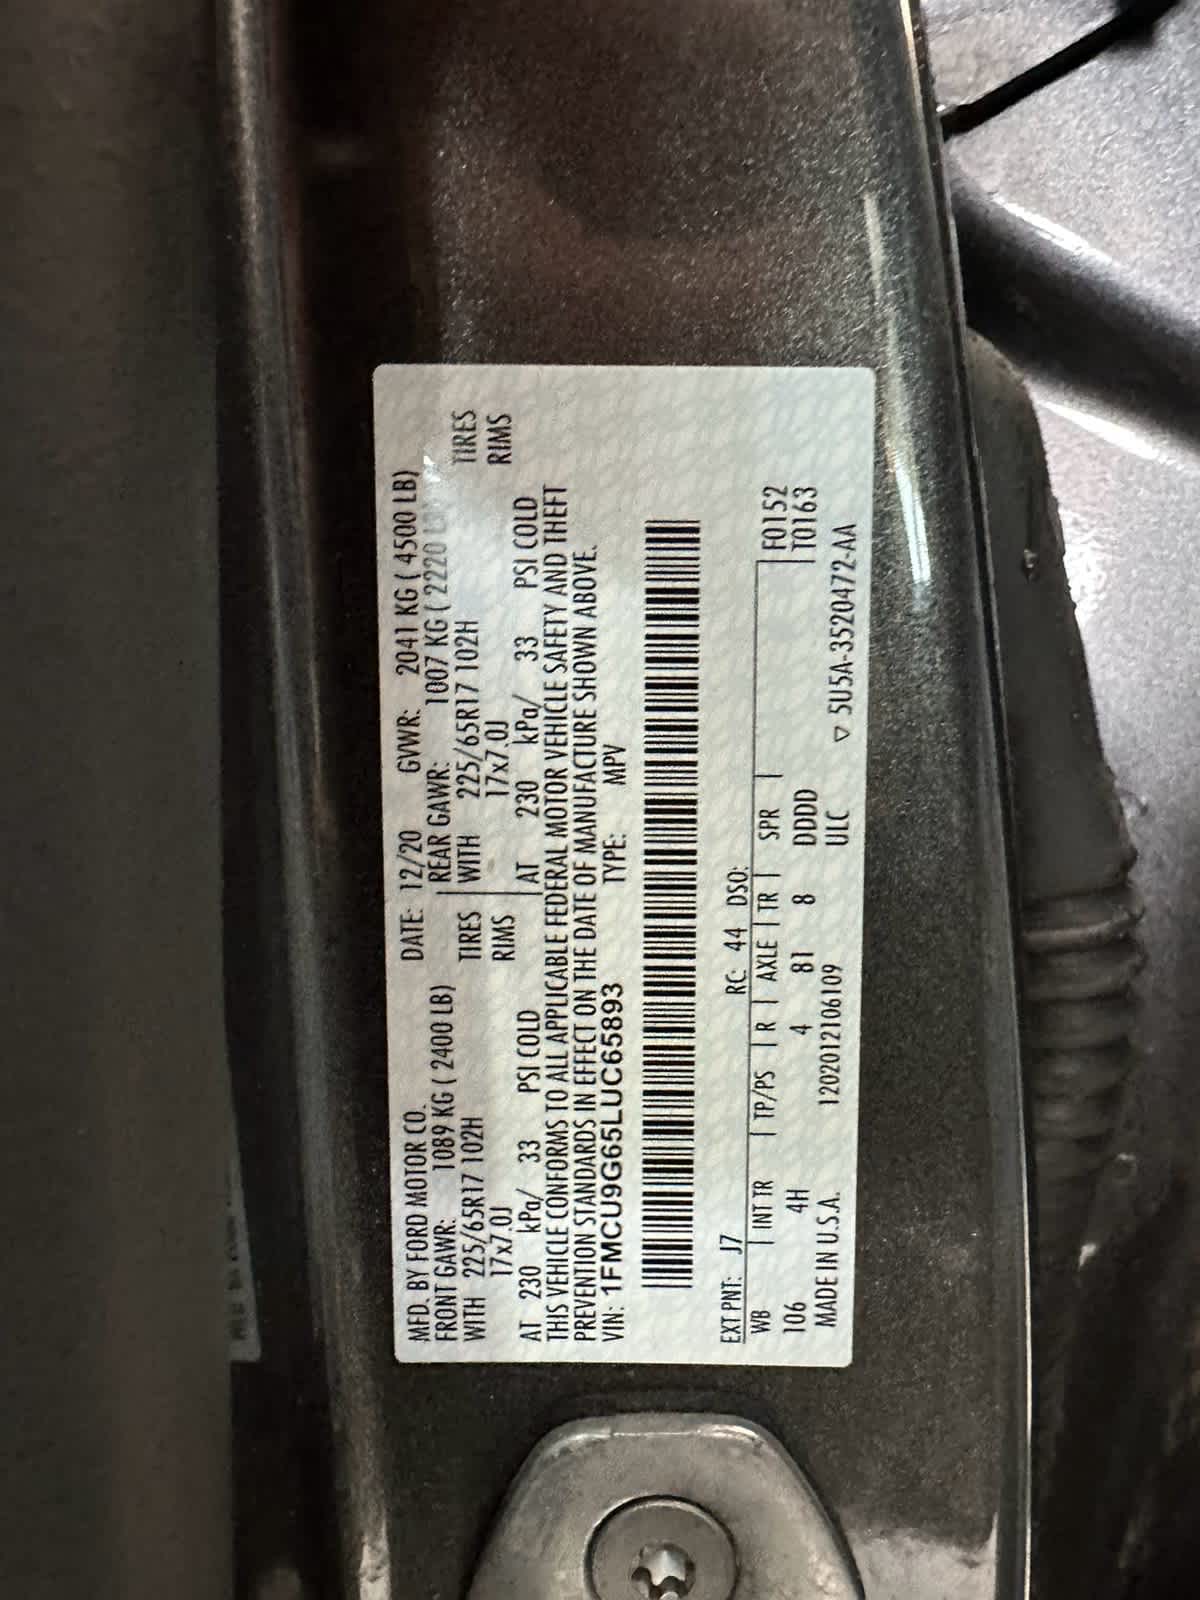 MFD. BY FORD MOTOR CO. DATE: 12/20 GVWR: 2041 KG ( 4500 LB)
FRONT GAWR: 1089 KG ( 2400 LB) REAR GAWR: 1007 KG ( 2220
WITH 225/65R17 102H TIRES WITH 225/65R17 102H TIRES
17x7.0J RIMS 17x7.0J RIMS
AT 230 kPa/ 33 PSI COLD AT 230 kPa/ 33 PSI COLD
THIS VEHICLE CONFORMS TO ALL APPLICABLE FEDERAL MOTOR VEHICLE SAFETY AND THEFT
PREVENTION STANDARDS IN EFFECT ON THE DATE OF MANUFACTURE SHOWN ABOVE.
VIN: 1FMCU9G65LUC65893 TYPE: MPV
EXT PNT: J7 RC: 44 DSO:
WB INT TR TP/PS R AXLE TR SPR F0152
106 4H 4 81 8 DDDD T0163
MADE IN U.S.A. 1202012106109 ULC ▽ 5U5A-3520472-AA